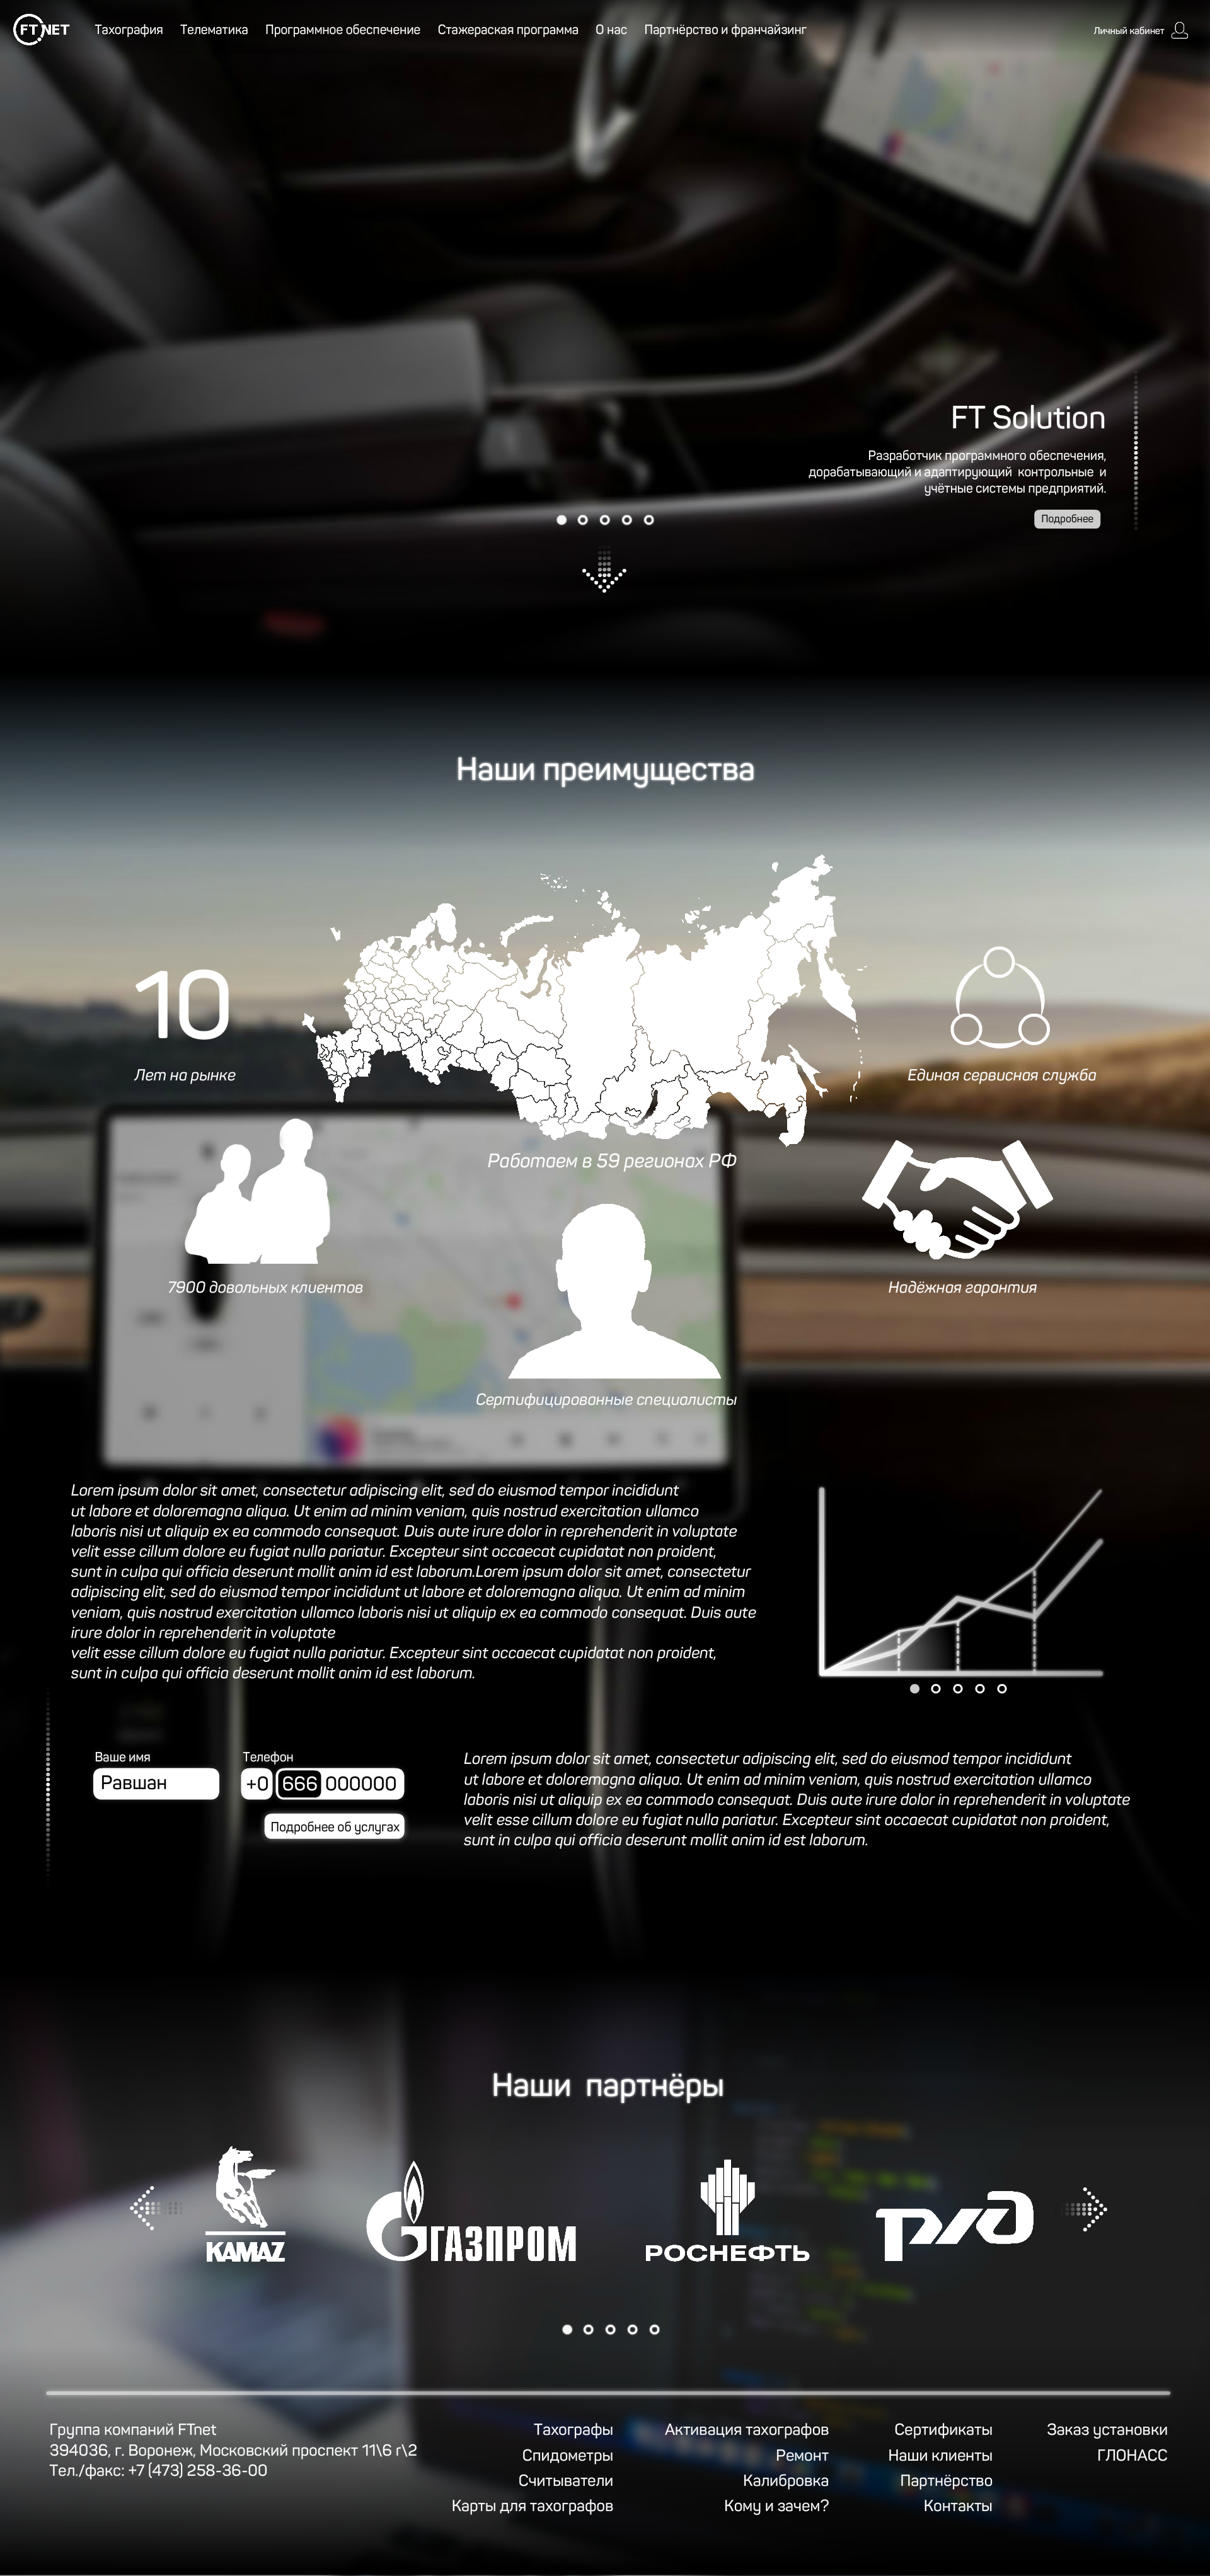 FT NET
Тахография Телематика Программное обеспечение Стажераская программа О нас Партнёрство и франчайзинг Личный кабинет
FT Solution
Разработчик программного обеспечения,
дорабатывающий и адаптирующий контрольные и
учётные системы предприятий.
Подробнее
Наши преимущества
10
Лет на рынке
Единая сервисная служба
Работаем в 59 регионах РФ
7900 довольных клиентов
Надёжная гарантия
Сертифицированные специалисты
Lorem ipsum dolor sit amet, consectetur adipiscing elit, sed do eiusmod tempor incididunt
ut labore et doloremagna aliqua. Ut enim ad minim veniam, quis nostrud exercitation ullamco
laboris nisi ut aliquip ex ea commodo consequat. Duis aute irure dolor in reprehenderit in voluptate
velit esse cillum dolore eu fugiat nulla pariatur. Excepteur sint occaecat cupidatat non proident,
sunt in culpa qui officia deserunt mollit anim id est laborum.Lorem ipsum dolor sit amet, consectetur
adipiscing elit, sed do eiusmod tempor incididunt ut labore et doloremagna aliqua. Ut enim ad minim
veniam, quis nostrud exercitation ullamco laboris nisi ut aliquip ex ea commodo consequat. Duis aute
irure dolor in reprehenderit in voluptate
velit esse cillum dolore eu fugiat nulla pariatur. Excepteur sint occaecat cupidatat non proident,
sunt in culpa qui officia deserunt mollit anim id est laborum.
Ваше имя Телефон
Равшан +0 666 000000
Подробнее об услугах
Lorem ipsum dolor sit amet, consectetur adipiscing elit, sed do eiusmod tempor incididunt
ut labore et doloremagna aliqua. Ut enim ad minim veniam, quis nostrud exercitation ullamco
laboris nisi ut aliquip ex ea commodo consequat. Duis aute irure dolor in reprehenderit in voluptate
velit esse cillum dolore eu fugiat nulla pariatur. Excepteur sint occaecat cupidatat non proident,
sunt in culpa qui officia deserunt mollit anim id est laborum.
Наши партнёры
KAMAZ
ГАЗПРОМ
РОСНЕФТЬ
РЖД
Группа компаний FTnet
394036, г. Воронеж, Московский проспект 11\6 г\2
Тел./факс: +7 (473) 258-36-00
Тахографы
Спидометры
Считыватели
Карты для тахографов
Активация тахографов
Ремонт
Калибровка
Кому и зачем?
Сертификаты
Наши клиенты
Партнёрство
Контакты
Заказ установки
ГЛОНАСС